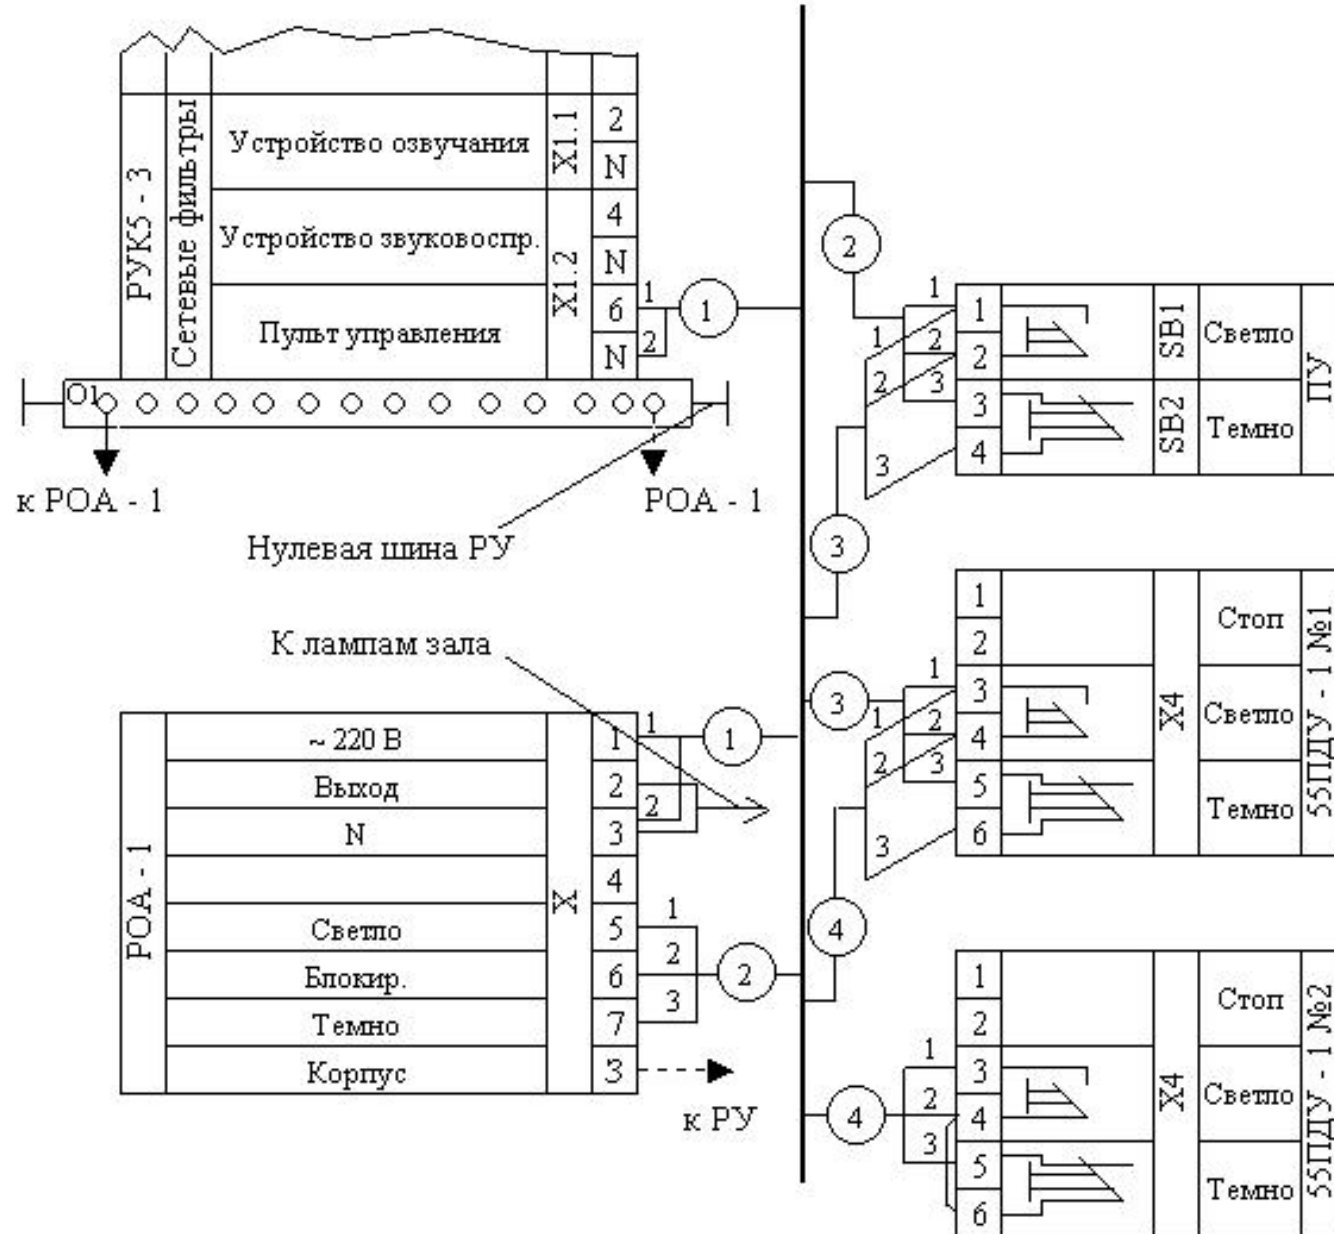 РУК5 - 3
Сетевые фильтры
Устройство озвучания
X1.1
2
N
Устройство звуковоспр.
X1.2
4
N
Пульт управления
6
N
1
2
1
О1
к РОА - 1
РОА - 1
Нулевая шина РУ
К лампам зала
РОА - 1
~ 220 В
Выход
N
Светло
Блокир.
Темно
Корпус
X
1
2
3
4
5
6
7
З
1
2
1
1
2
3
2
к РУ
2
3
3
4
4
1
2
3
1
2
3
1
2
3
4
SB1
SB2
Светло
Темно
ПУ
1
2
3
1
2
3
1
2
3
4
5
6
X4
Стоп
Светло
Темно
55ПДУ - 1 №1
1
2
3
1
2
3
4
5
6
X4
Стоп
Светло
Темно
55ПДУ - 1 №2